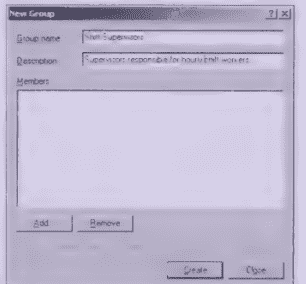 New Group
Group name
Shift Supervisors
Description
Supervisors responsible for hourly/shift workers
Members
Add
Remove
Create
Close